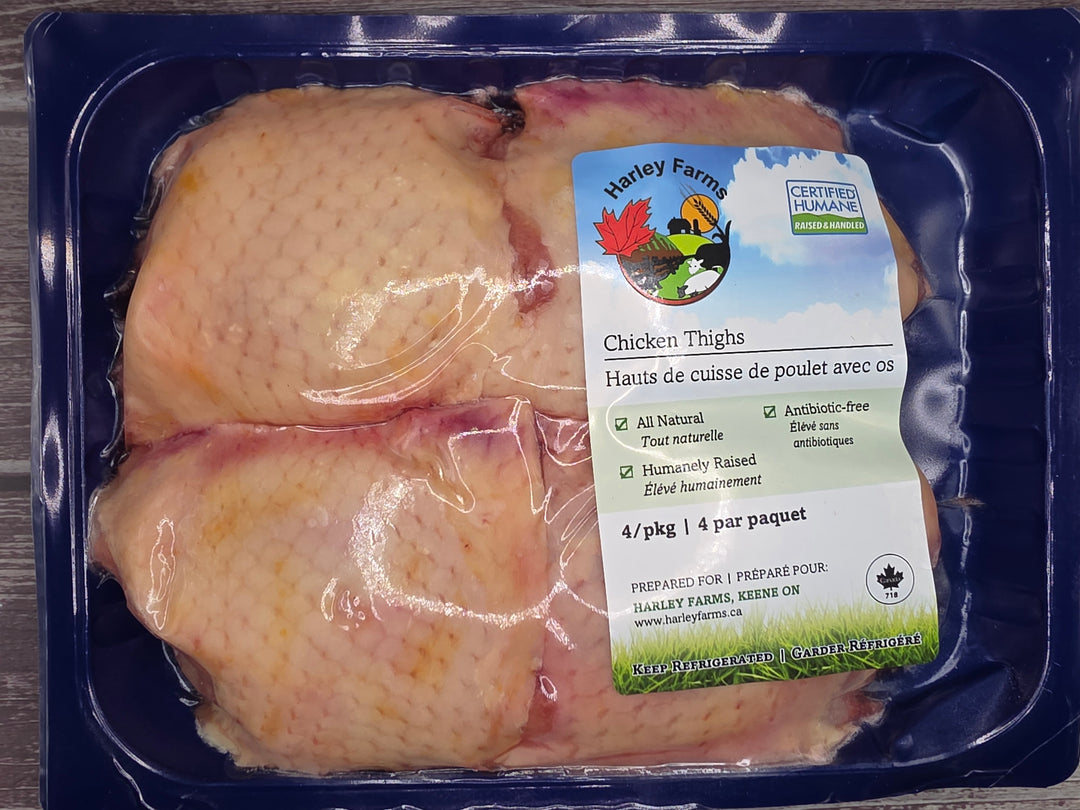 Harley Farms
CERTIFIED
HUMANE
RAISED & HANDLED
Chicken Thighs
Hauts de cuisse de poulet avec os
All Natural
Tout naturelle
Antibiotic-free
Élévé sans
antibiotiques
Humanely Raised
Élévé humainement
4/pkg | 4 par paquet
PREPARED FOR | PRÉPARÉ POUR:
HARLEY FARMS, KEENE ON
www.harleyfarms.ca
Canada
718
KEEP REFRIGERATED | GARDER RÉFRIGÉRÉ